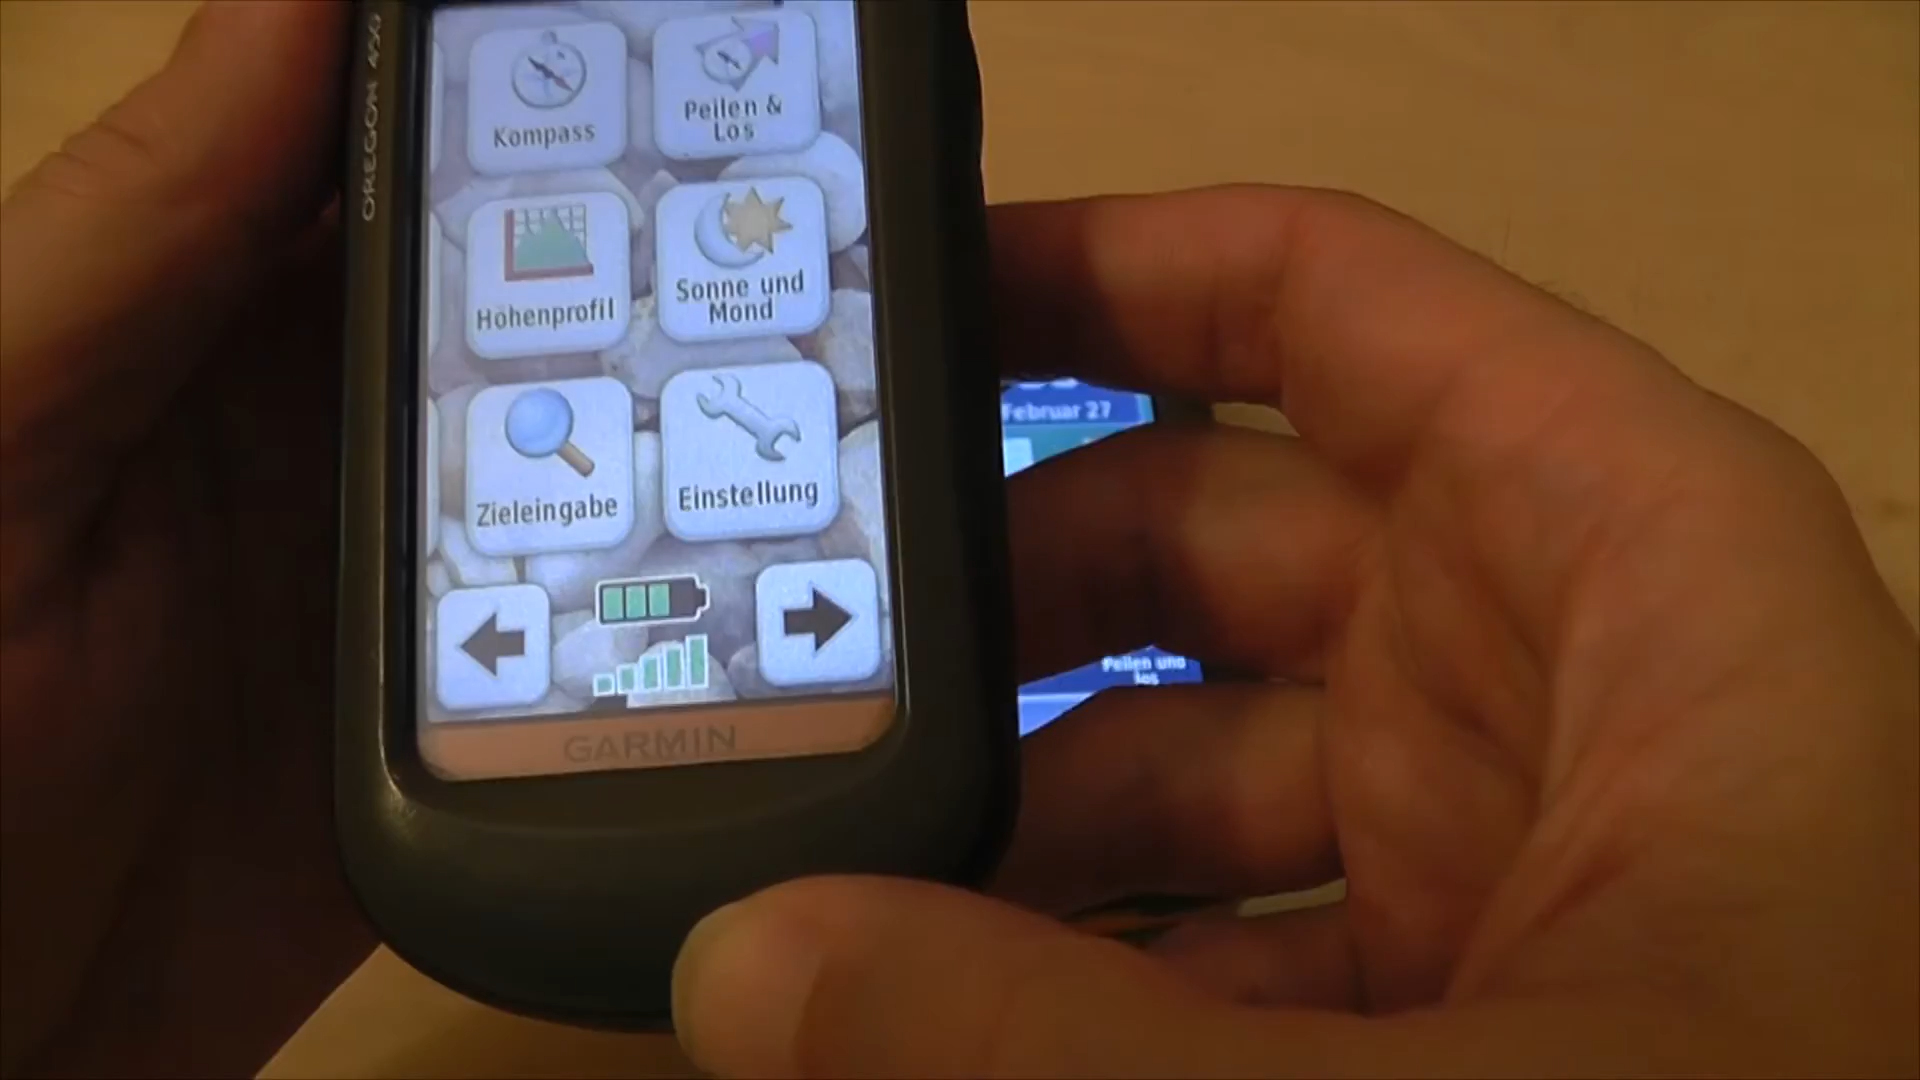 OREGON 450
Kompass
Peilen &
Los
Höhenprofil
Sonne und
Mond
Zieleingabe
Einstellung
GARMIN
Februar 27
Peilen und
los